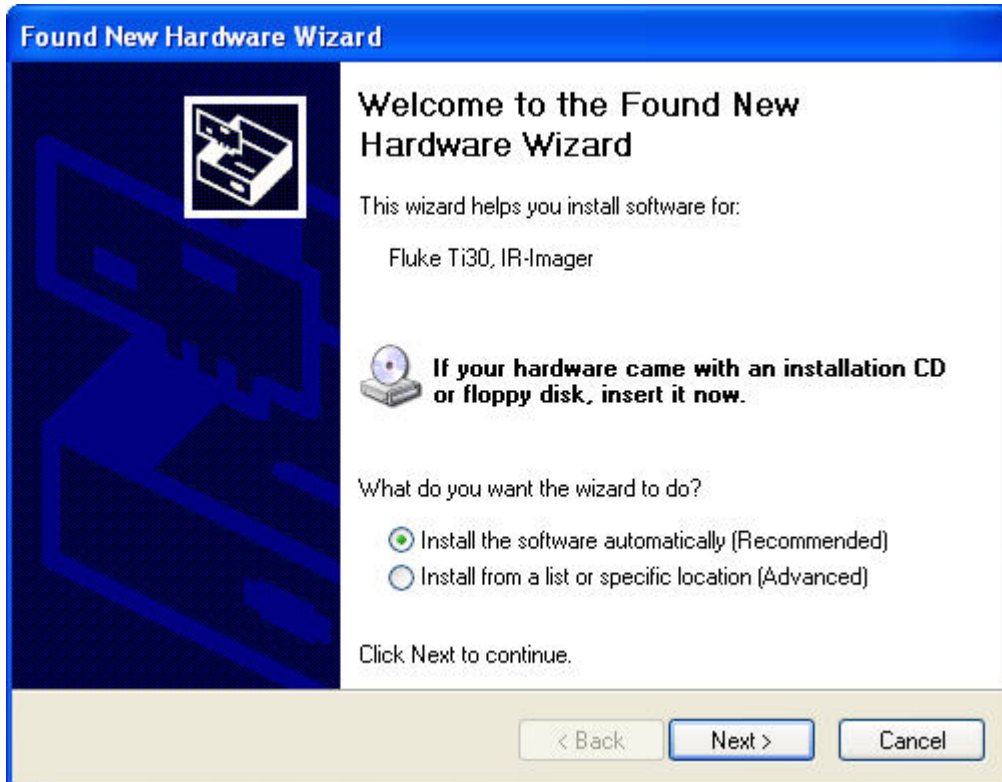 Found New Hardware Wizard
Welcome to the Found New
Hardware Wizard
This wizard helps you install software for:
Fluke Ti30, IR-Imager
If your hardware came with an installation CD
or floppy disk, insert it now.
What do you want the wizard to do?
Install the software automatically (Recommended)
Install from a list or specific location (Advanced)
Click Next to continue.
< Back Next > Cancel